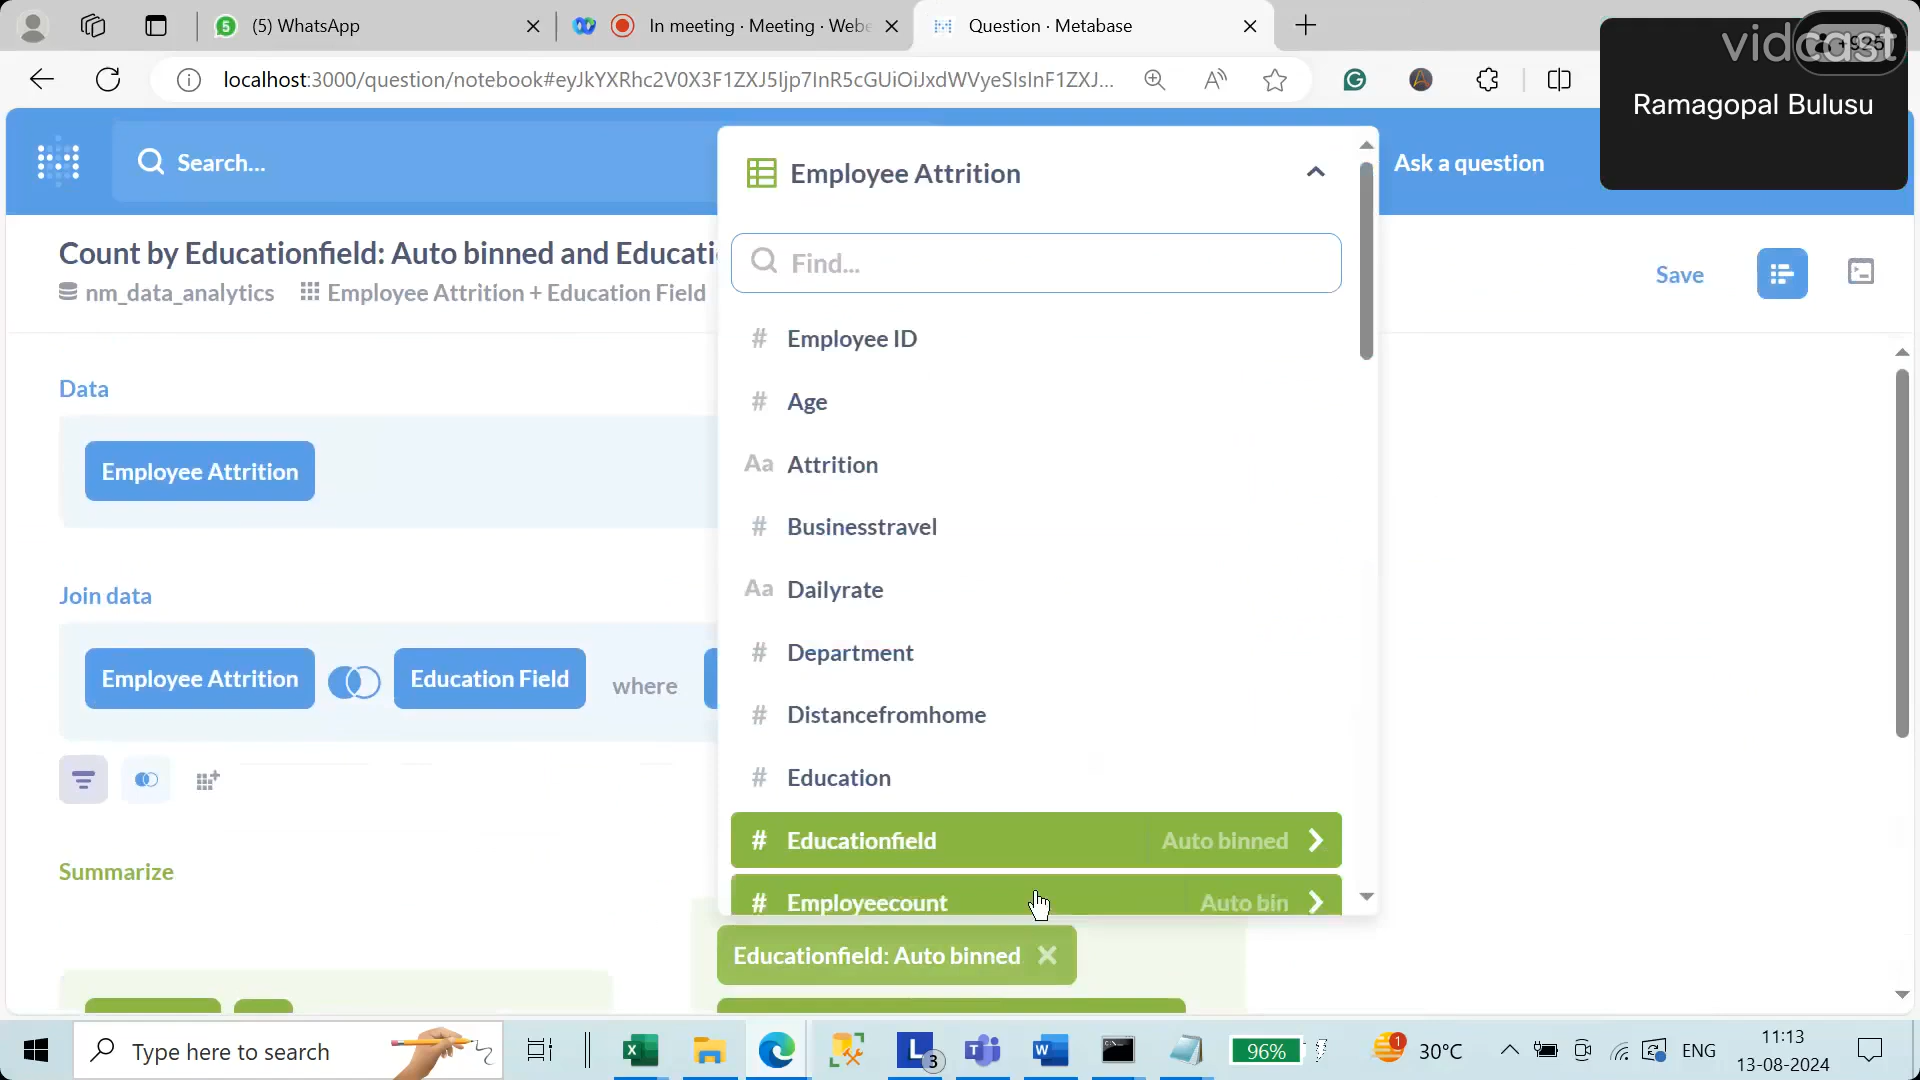 (5) WhatsApp
In meeting · Meeting · Webe
Question · Metabase
vidcast
localhost:3000/question/notebook#eyJkYXRhc2V0X3F1ZXJ5Ijp7InR5cGUiOiJxdWVyeSIsInF1ZXJ...
Ramagopal Bulusu
Search...
Ask a question
Employee Attrition
Find...
Count by Educationfield: Auto binned and Educati
nm_data_analytics
Employee Attrition + Education Field
Save
Data
Employee Attrition
Join data
Employee Attrition
Education Field
where
Summarize
# Employee ID
# Age
Aa Attrition
# Businesstravel
Aa Dailyrate
# Department
# Distancefromhome
# Education
# Educationfield Auto binned
# Employeecount Auto bin
Educationfield: Auto binned
Type here to search
3
96%
1
30°C
ENG
11:13
13-08-2024